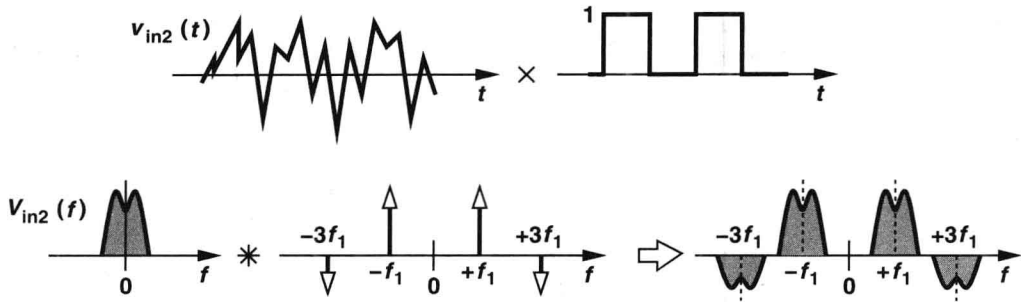 v_in2 (t)
t
×
1
t
V_in2 (f)
0
f
*
−3f_1
−f_1
0
+f_1
+3f_1
f
−3f_1
−f_1
0
+f_1
+3f_1
f